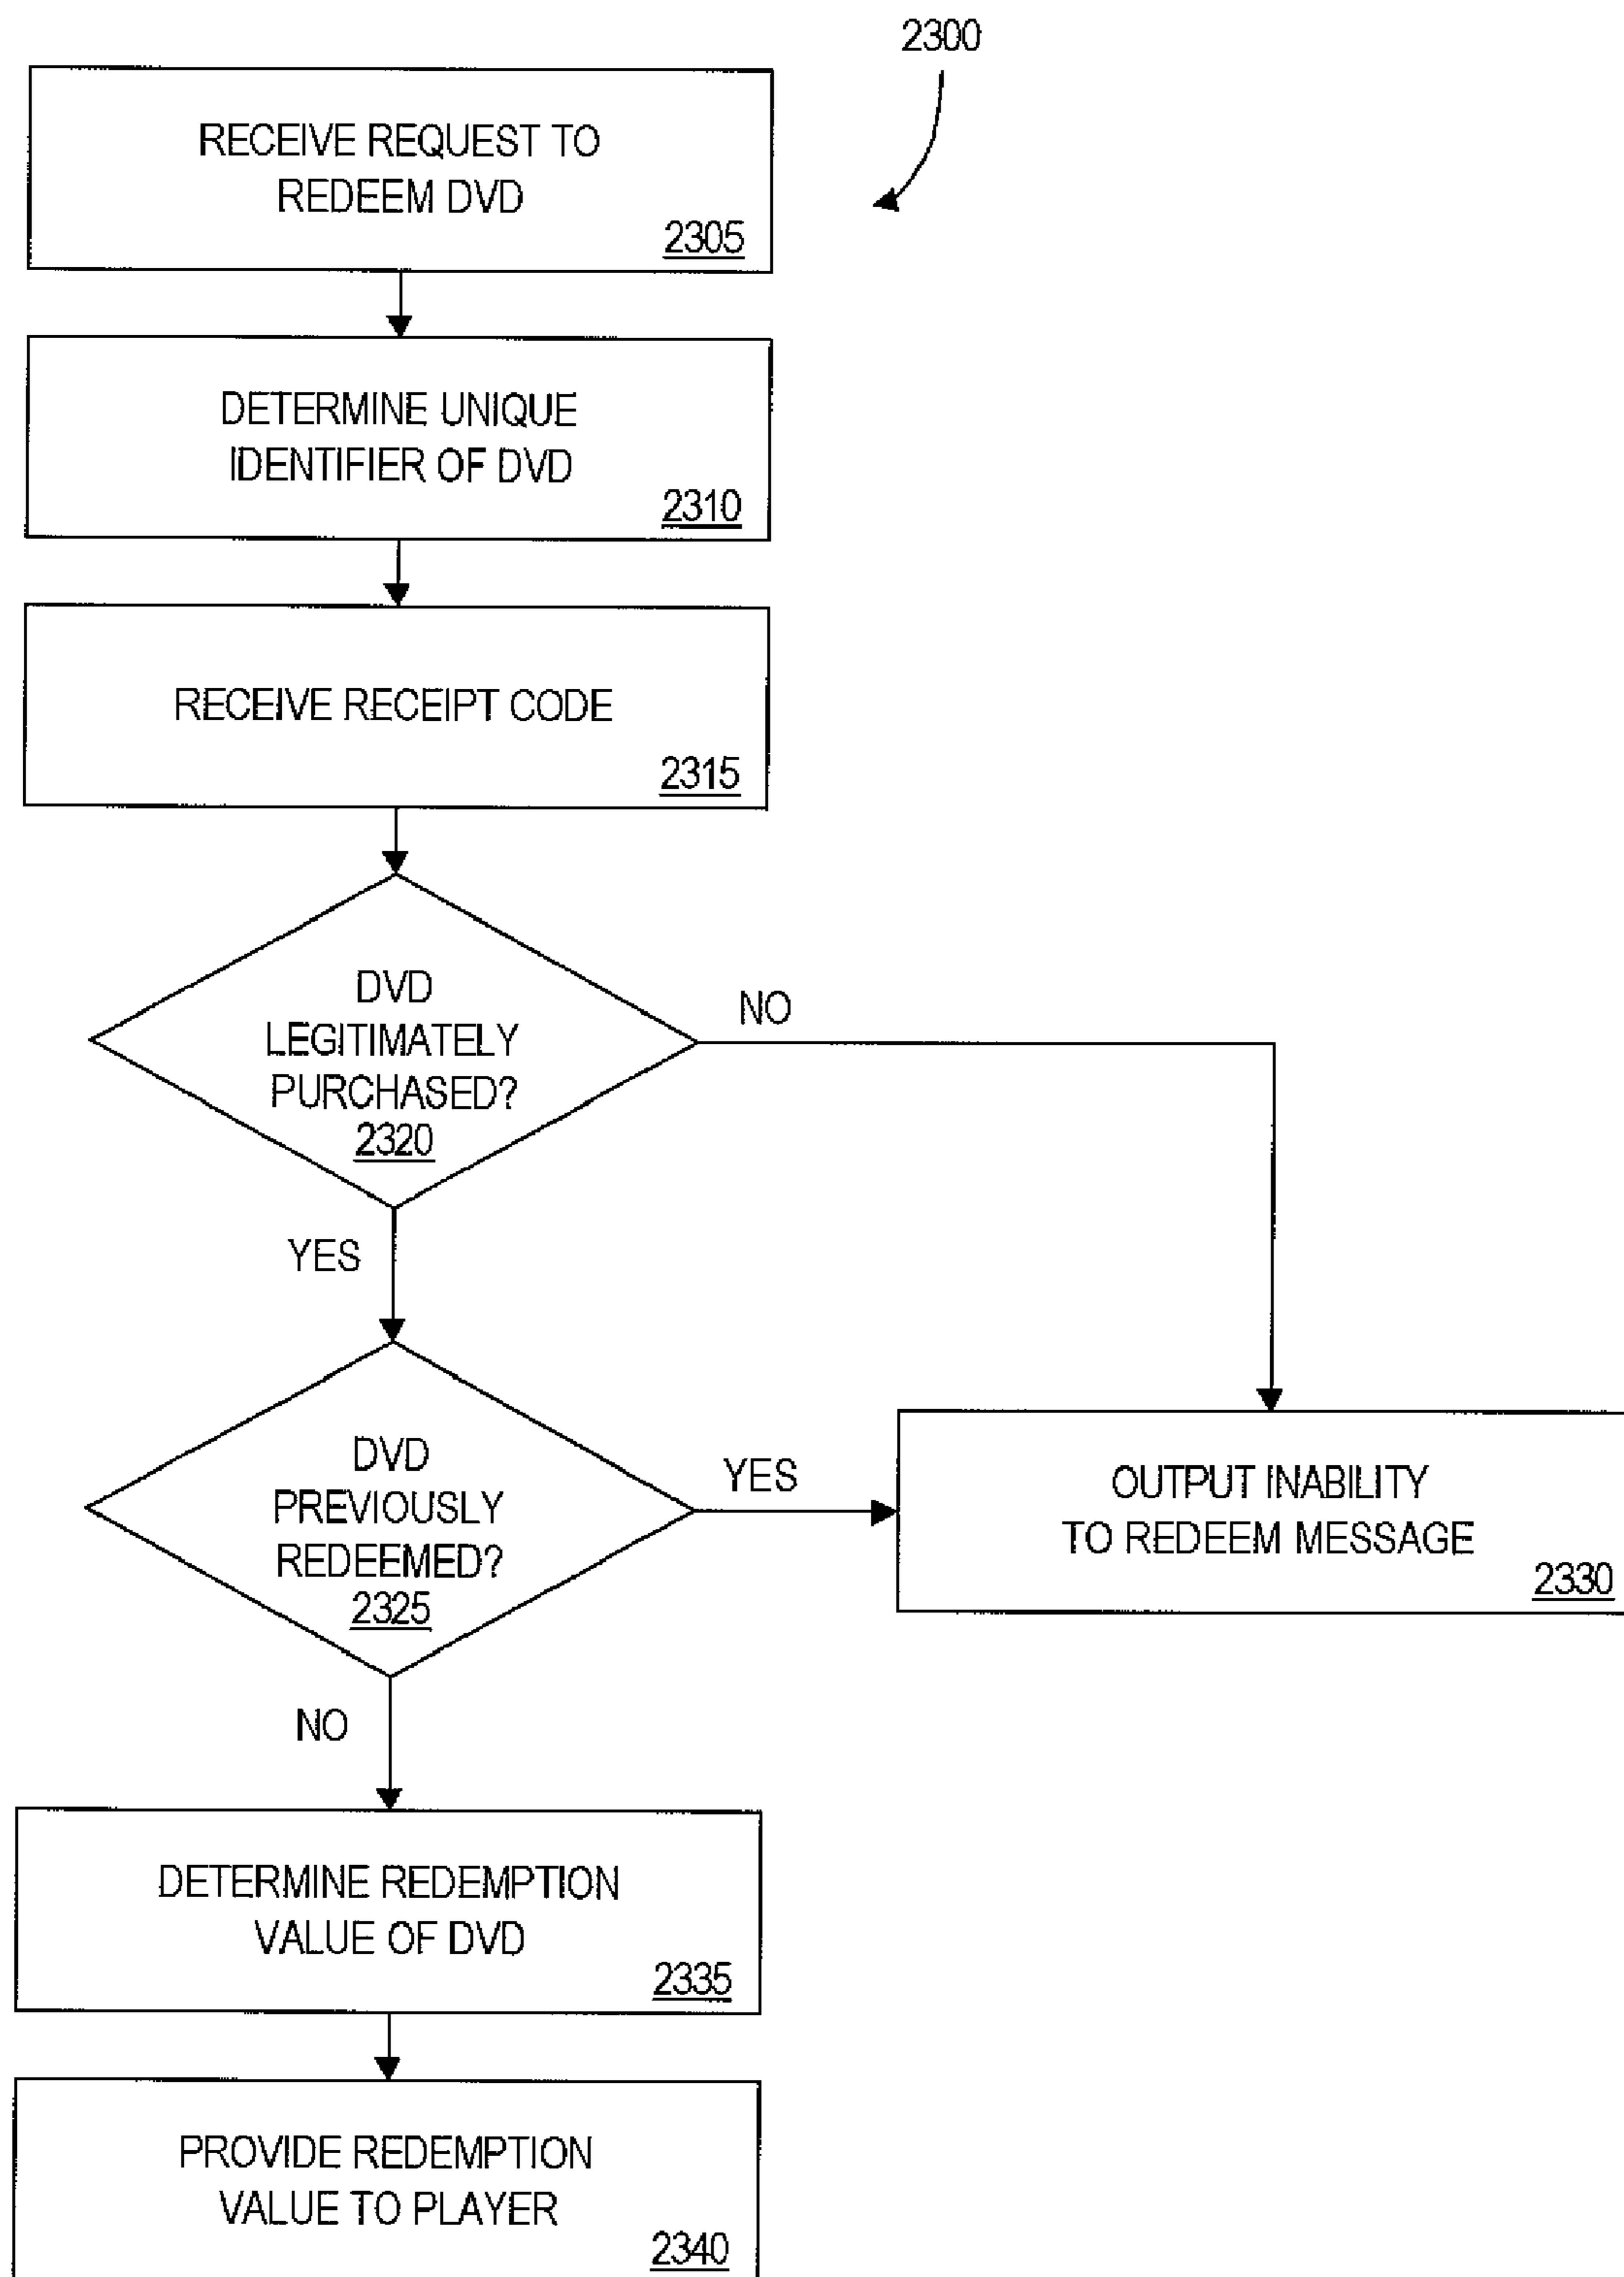 2300
RECEIVE REQUEST TO
REDEEM DVD
2305
DETERMINE UNIQUE
IDENTIFIER OF DVD
2310
RECEIVE RECEIPT CODE
2315
DVD
LEGITIMATELY
PURCHASED?
2320
NO
YES
DVD
PREVIOUSLY
REDEEMED?
2325
YES
OUTPUT INABILITY
TO REDEEM MESSAGE
2330
NO
DETERMINE REDEMPTION
VALUE OF DVD
2335
PROVIDE REDEMPTION
VALUE TO PLAYER
2340